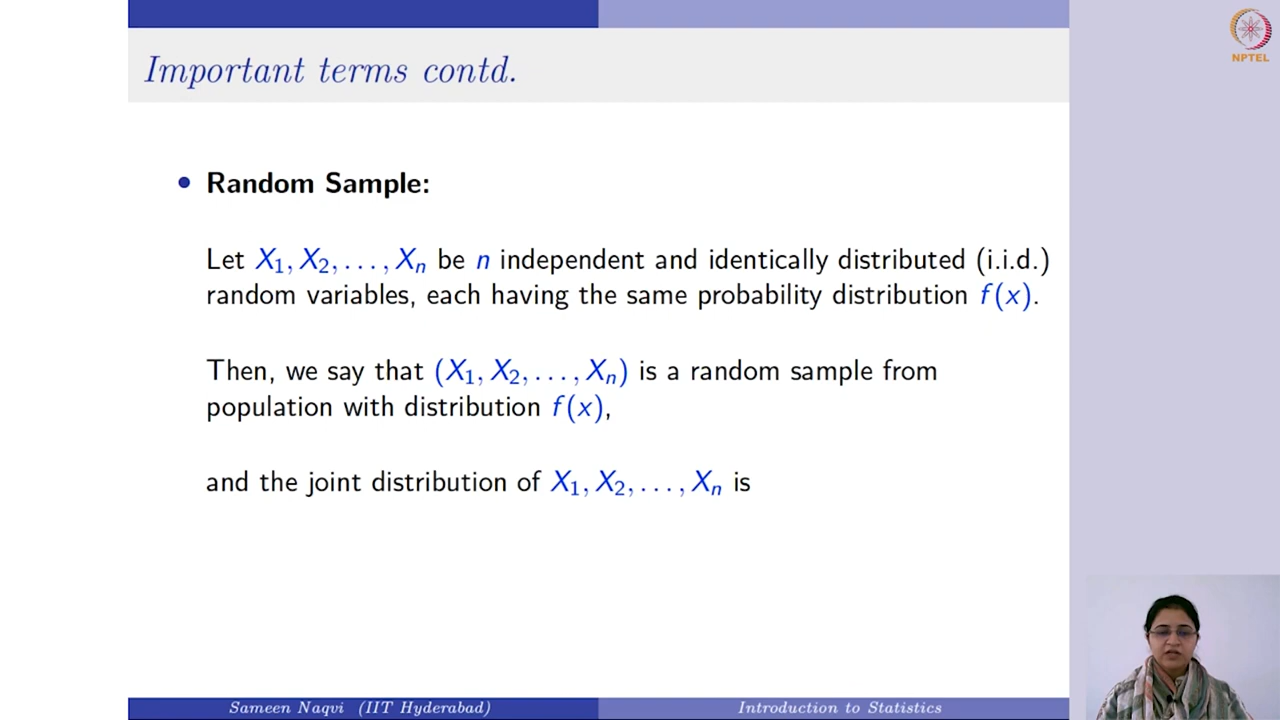 NPTEL
Important terms contd.
• Random Sample:
Let X₁, X₂, . . . , Xₙ be n independent and identically distributed (i.i.d.)
random variables, each having the same probability distribution f(x).
Then, we say that (X₁, X₂, . . . , Xₙ) is a random sample from
population with distribution f(x),
and the joint distribution of X₁, X₂, . . . , Xₙ is
Sameen Naqvi (IIT Hyderabad)
Introduction to Statistics